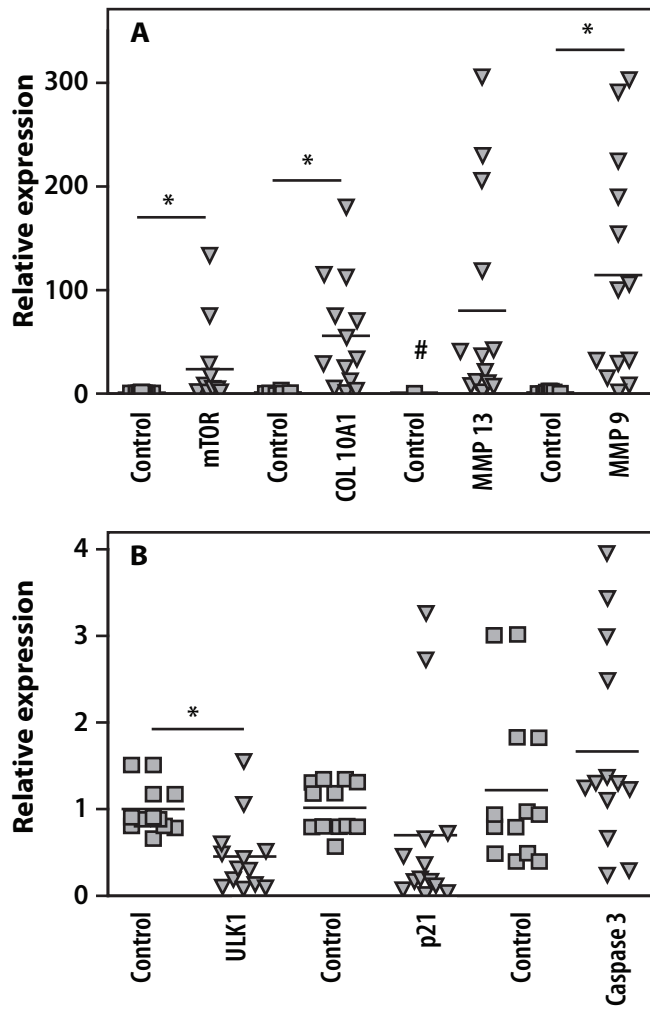 A
Relative expression
300
200
100
0
*
*
#
*
Control
mTOR
Control
COL 10A1
Control
MMP 13
Control
MMP 9
B
Relative expression
4
3
2
1
0
*
Control
ULK1
Control
p21
Control
Caspase 3